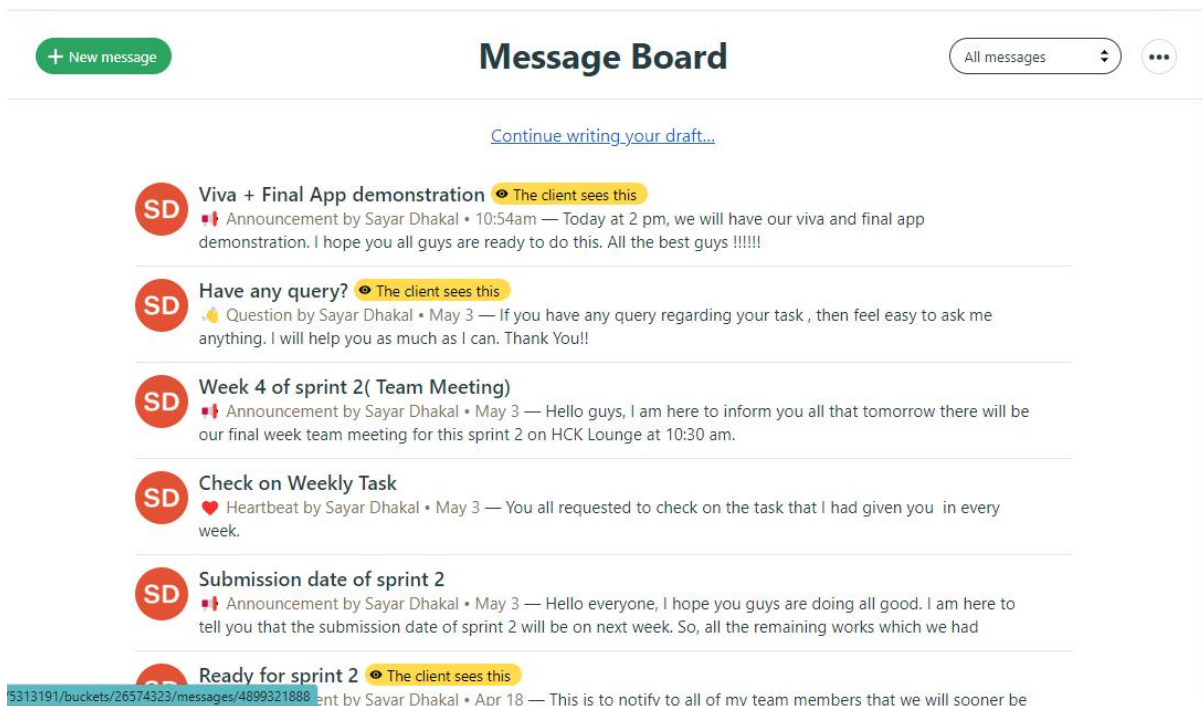 + New message
Message Board
All messages
Continue writing your draft...
SD
Viva + Final App demonstration The client sees this
Announcement by Sayar Dhakal • 10:54am — Today at 2 pm, we will have our viva and final app
demonstration. I hope you all guys are ready to do this. All the best guys !!!!!!
SD
Have any query? The client sees this
Question by Sayar Dhakal • May 3 — If you have any query regarding your task , then feel easy to ask me
anything. I will help you as much as I can. Thank You!!
SD
Week 4 of sprint 2( Team Meeting)
Announcement by Sayar Dhakal • May 3 — Hello guys, I am here to inform you all that tomorrow there will be
our final week team meeting for this sprint 2 on HCK Lounge at 10:30 am.
SD
Check on Weekly Task
Heartbeat by Sayar Dhakal • May 3 — You all requested to check on the task that I had given you  in every
week.
SD
Submission date of sprint 2
Announcement by Sayar Dhakal • May 3 — Hello everyone, I hope you guys are doing all good. I am here to
tell you that the submission date of sprint 2 will be on next week. So, all the remaining works which we had
Ready for sprint 2 The client sees this
/5313191/buckets/26574323/messages/4899321888
ent by Sayar Dhakal • Apr 18 — This is to notify to all of my team members that we will sooner be